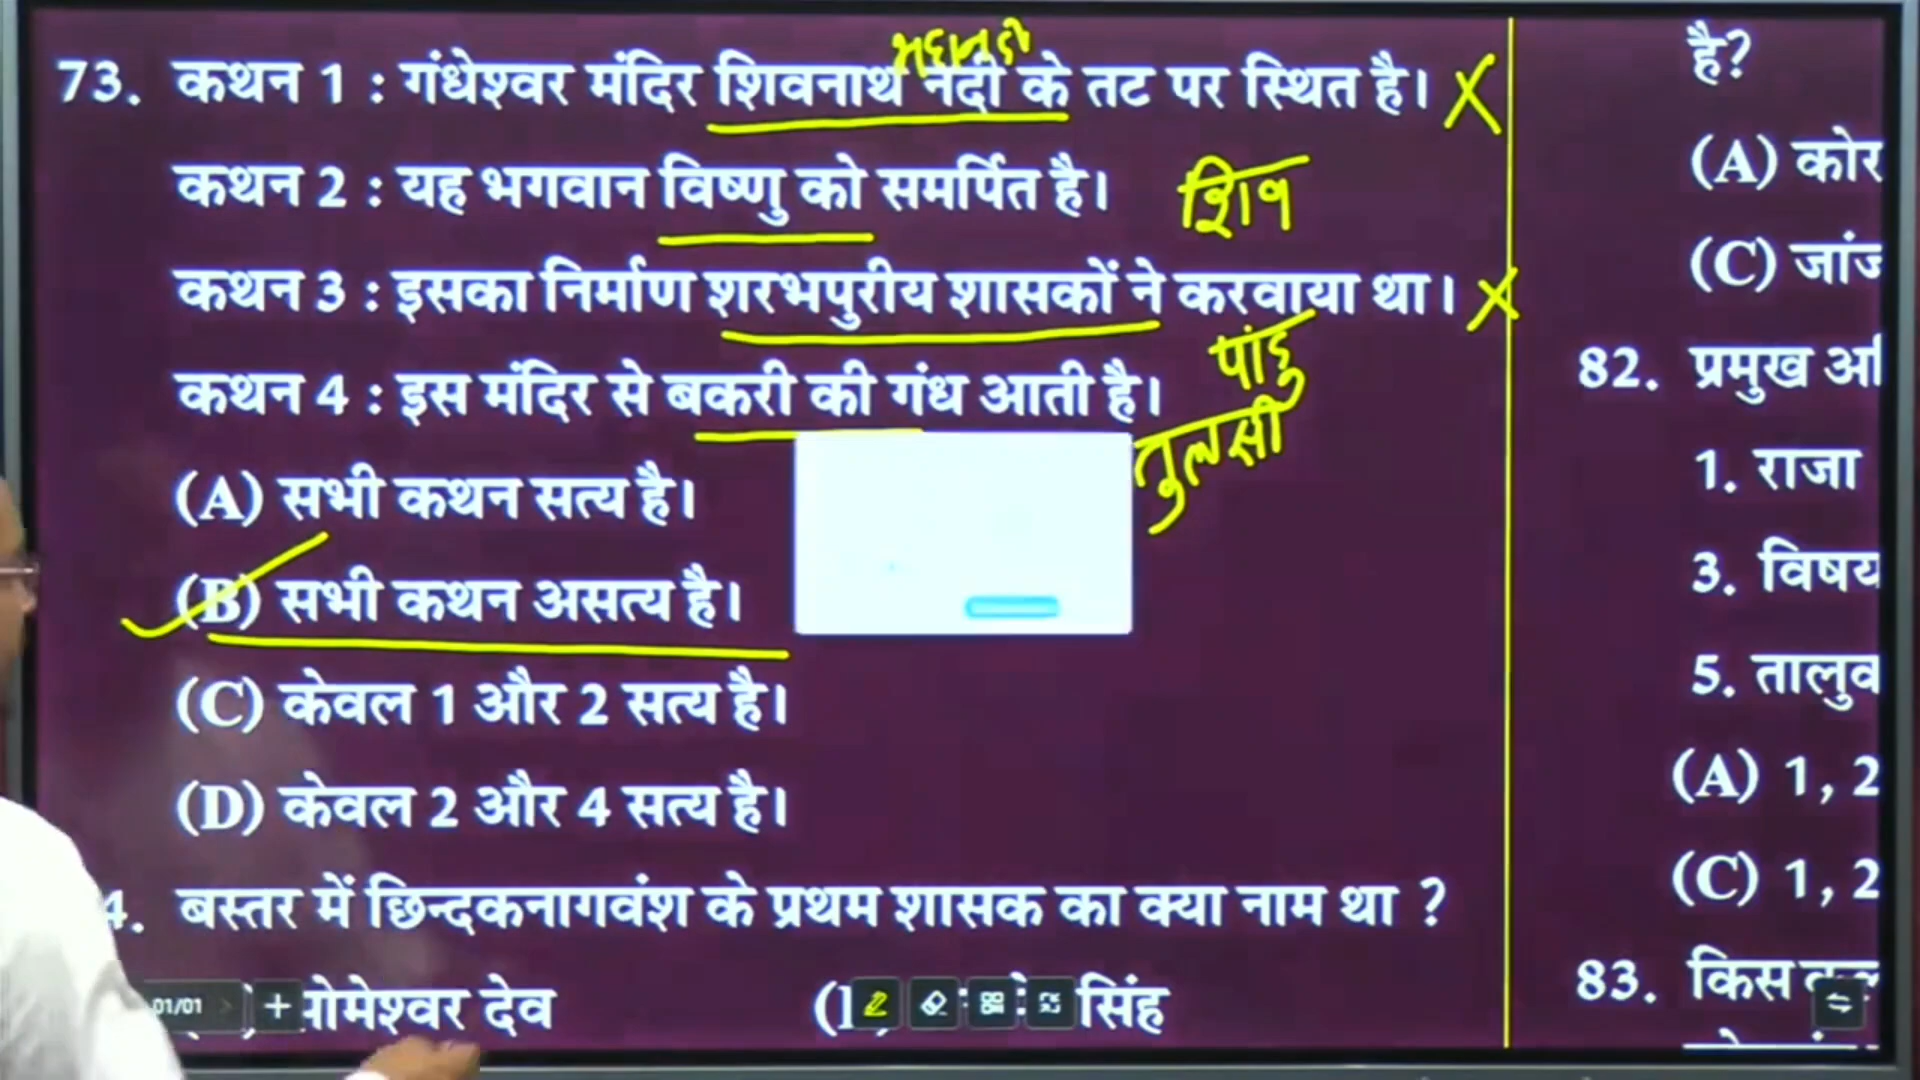 महानदी
73. कथन 1 : गंधेश्वर मंदिर शिवनाथ नदी के तट पर स्थित है। X
कथन 2 : यह भगवान विष्णु को समर्पित है। शिव
कथन 3 : इसका निर्माण शरभपुरीय शासकों ने करवाया था। X
पांडु
कथन 4 : इस मंदिर से बकरी की गंध आती है।
तुलसी
(A) सभी कथन सत्य है।
(B) सभी कथन असत्य है।
(C) केवल 1 और 2 सत्य है।
(D) केवल 2 और 4 सत्य है।
4. बस्तर में छिन्दकनागवंश के प्रथम शासक का क्या नाम था ?
देव
सिंह
01/01
है?
(A)
(C)
82. प्रमुख
1. राजा
3.
5.
(A) 1, 2
(C) 1, 2
83. किस